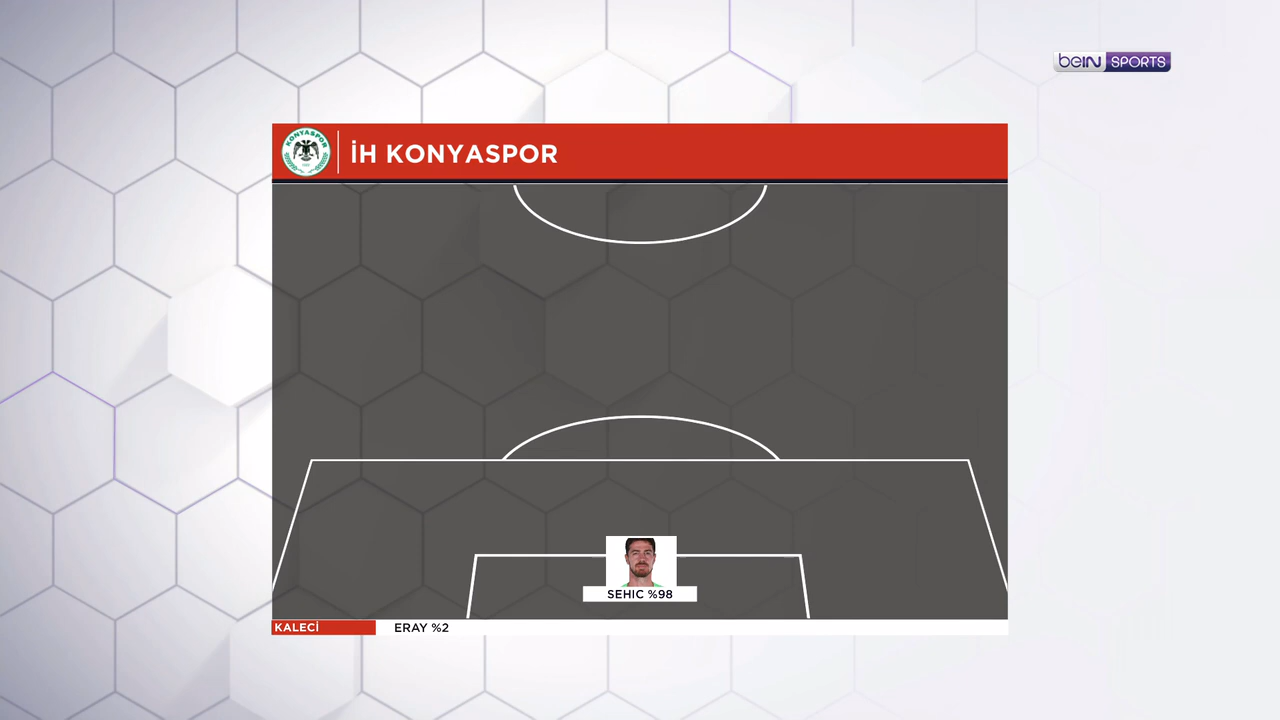 beIN SPORTS
KONYASPOR
İH KONYASPOR
SEHIC %98
KALECİ ERAY %2